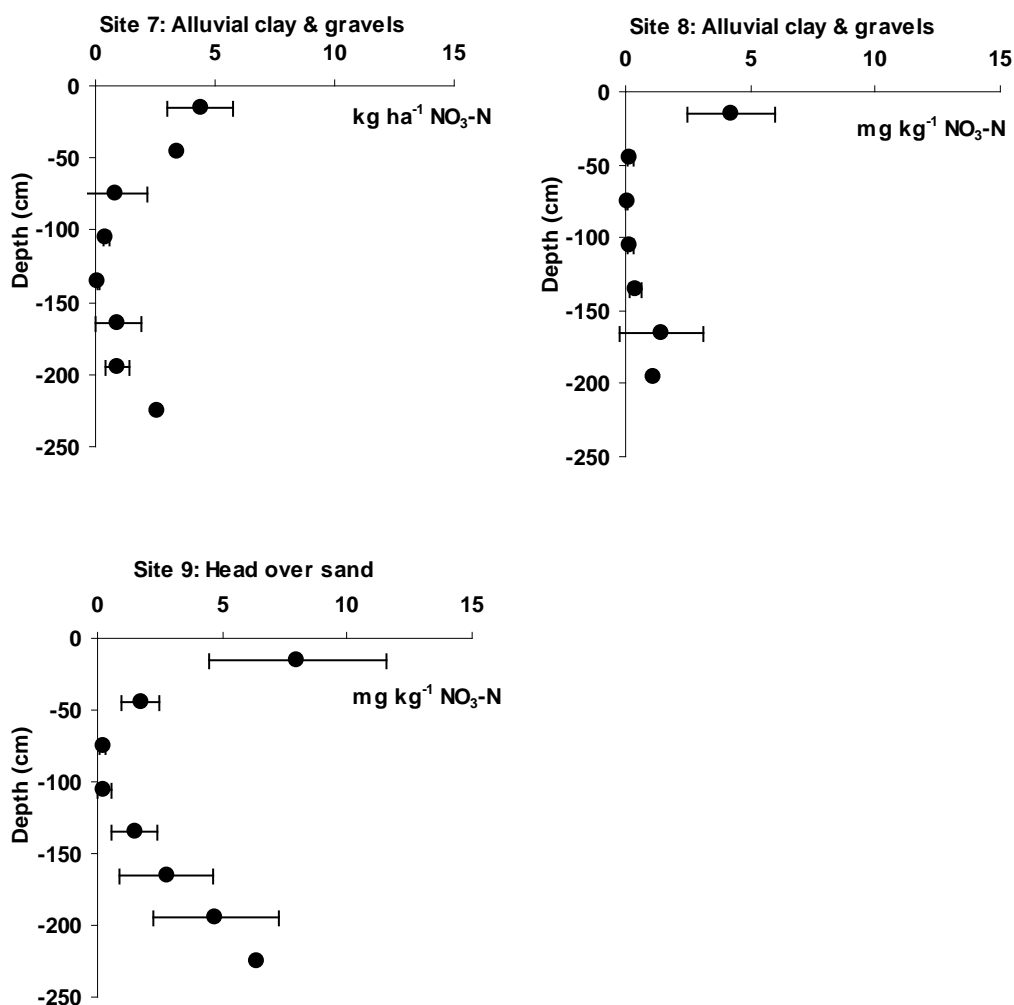 Site 7: Alluvial clay & gravels
0 5 10 15
0
kg ha⁻¹ NO₃-N
-50
-100
-150
-200
-250
Depth (cm)
Site 8: Alluvial clay & gravels
0 5 10 15
0
mg kg⁻¹ NO₃-N
-50
-100
-150
-200
-250
Depth (cm)
Site 9: Head over sand
0 5 10 15
0
mg kg⁻¹ NO₃-N
-50
-100
-150
-200
-250
Depth (cm)